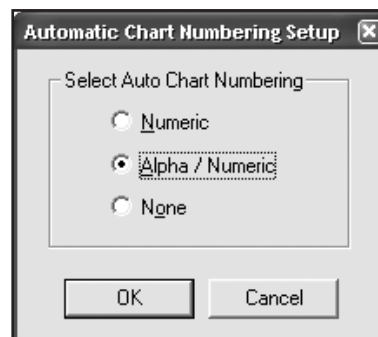 Automatic Chart Numbering Setup
Select Auto Chart Numbering
Numeric
Alpha / Numeric
None
OK
Cancel